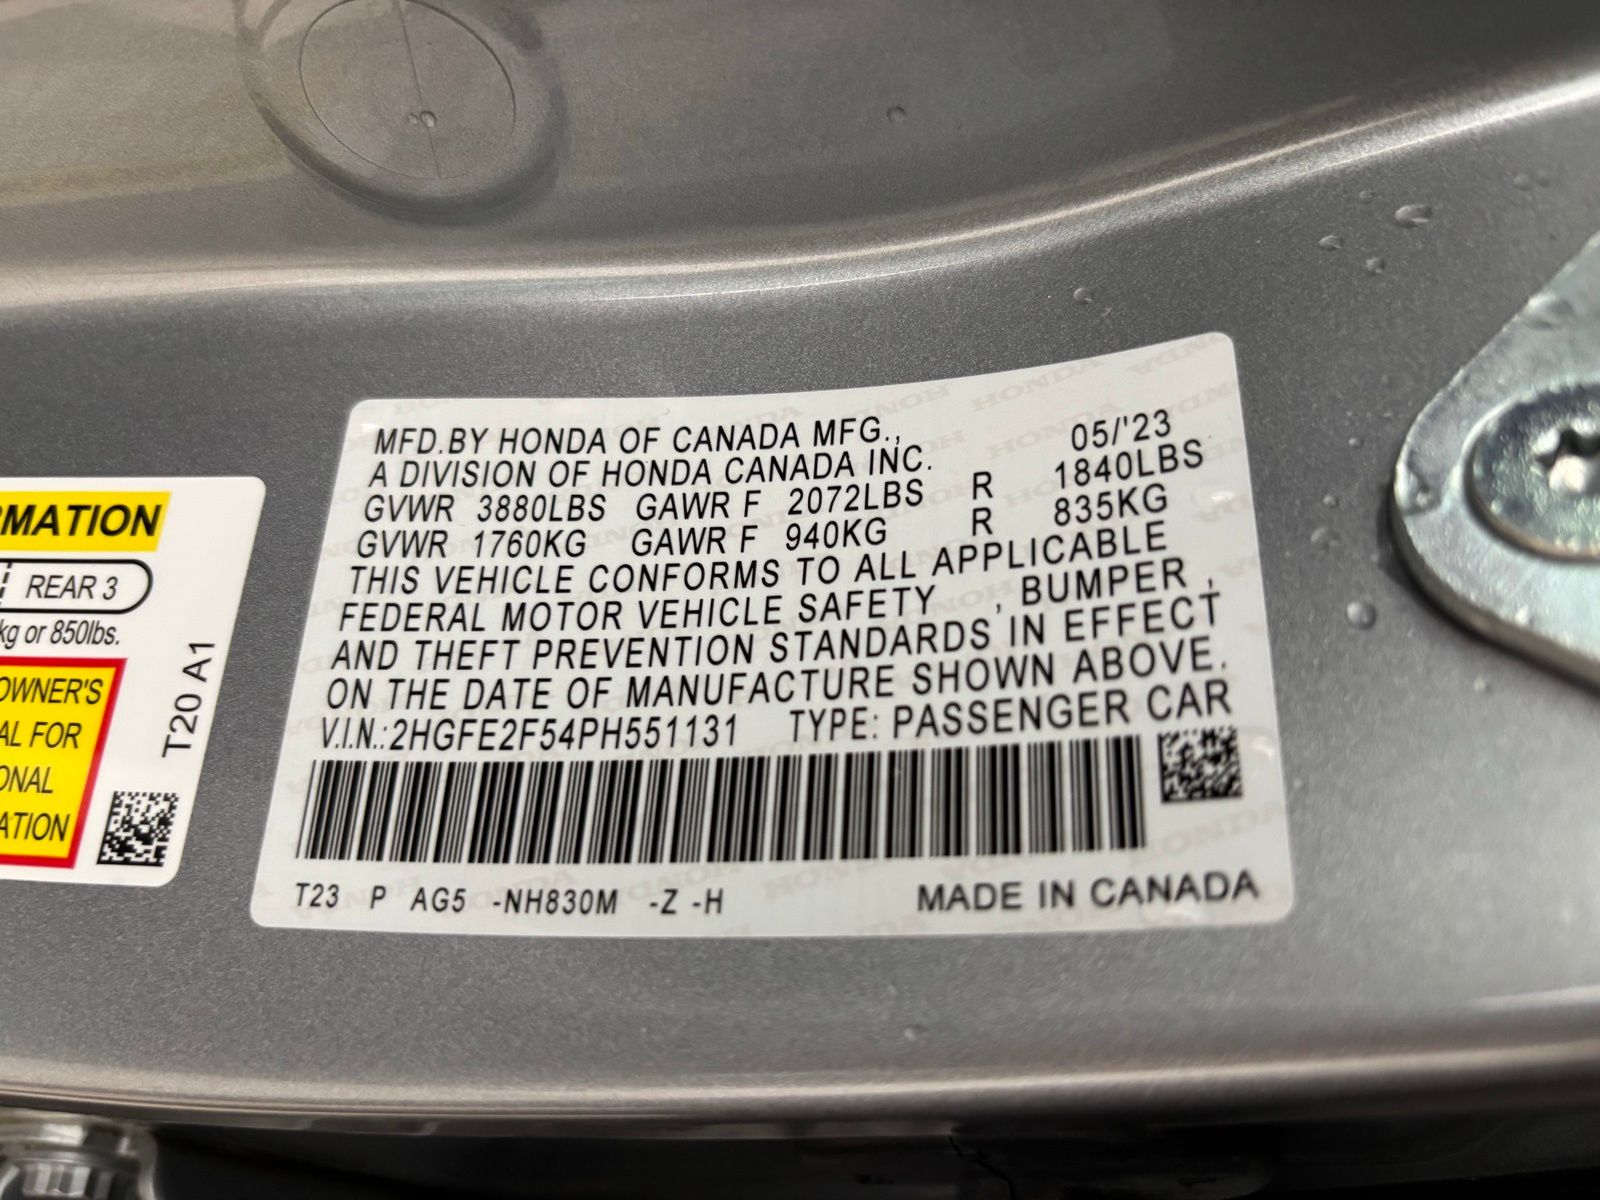 MFD.BY HONDA OF CANADA MFG.,
05/'23
A DIVISION OF HONDA CANADA INC.
GVWR 3880LBS GAWR F 2072LBS R 1840LBS
GVWR 1760KG GAWR F 940KG R 835KG
THIS VEHICLE CONFORMS TO ALL APPLICABLE
FEDERAL MOTOR VEHICLE SAFETY , BUMPER ,
AND THEFT PREVENTION STANDARDS IN EFFECT
ON THE DATE OF MANUFACTURE SHOWN ABOVE.
V.I.N.:2HGFE2F54PH551131 TYPE: PASSENGER CAR
T23 P AG5 -NH830M -Z -H MADE IN CANADA
RMATION
REAR 3
kg or 850lbs.
OWNER'S
AL FOR
ONAL
ATION
T20 A1